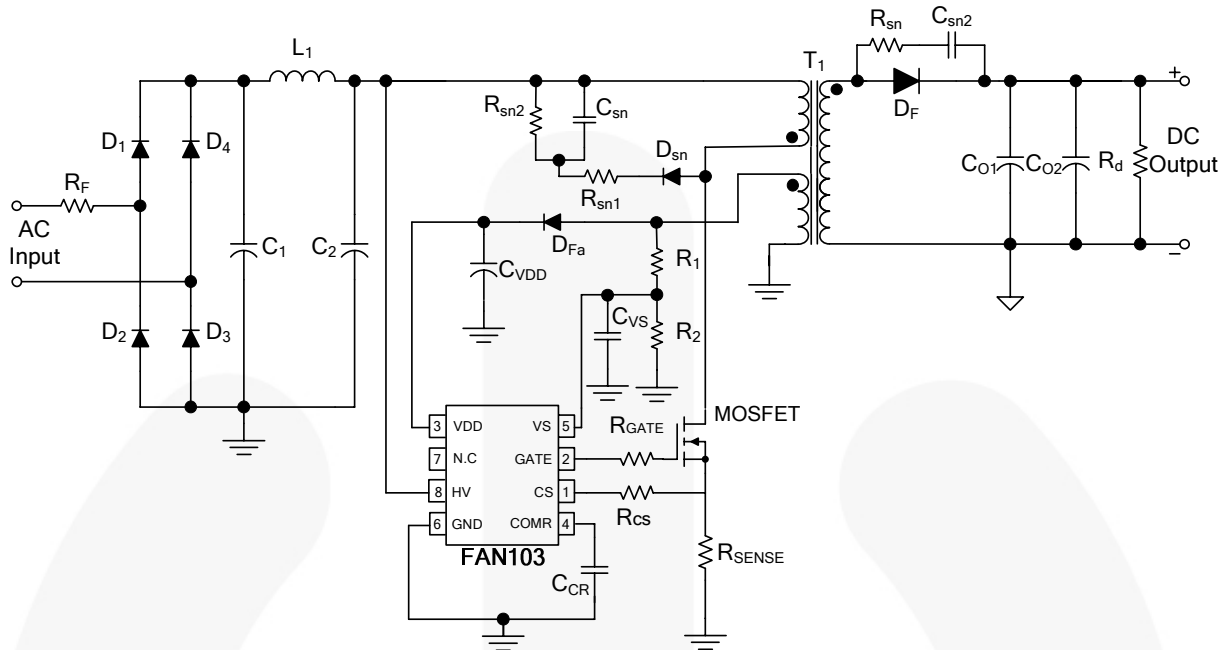 Rsn
Csn2
L1
T1
Rsn2
Csn
DF
D1
D4
Dsn
DC
Output
+
CO1
CO2
Rd
RF
Rsn1
AC
Input
C1
C2
DFa
R1
CVDD
−
D2
D3
CVS
R2
MOSFET
RGATE
3 VDD VS 5
7 N.C GATE 2
8 HV CS 1
6 GND COMR 4
Rcs
FAN103
RSENSE
CCR